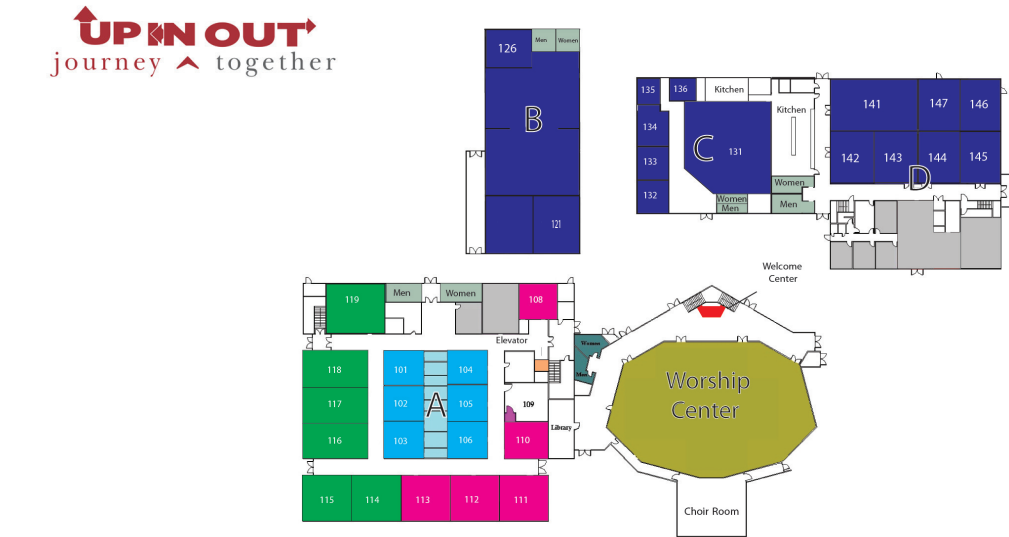 UP IN OUT
journey together
126
Men
Women
B
121
135
136
Kitchen
Kitchen
134
C
131
133
132
Women
Men
Women
Men
141
147
146
142
143
144
145
D
Welcome
Center
119
Men
Women
108
Elevator
Women
Men
118
101
104
117
102
A
105
109
116
103
106
110
Library
Worship
Center
115
114
113
112
111
Choir Room